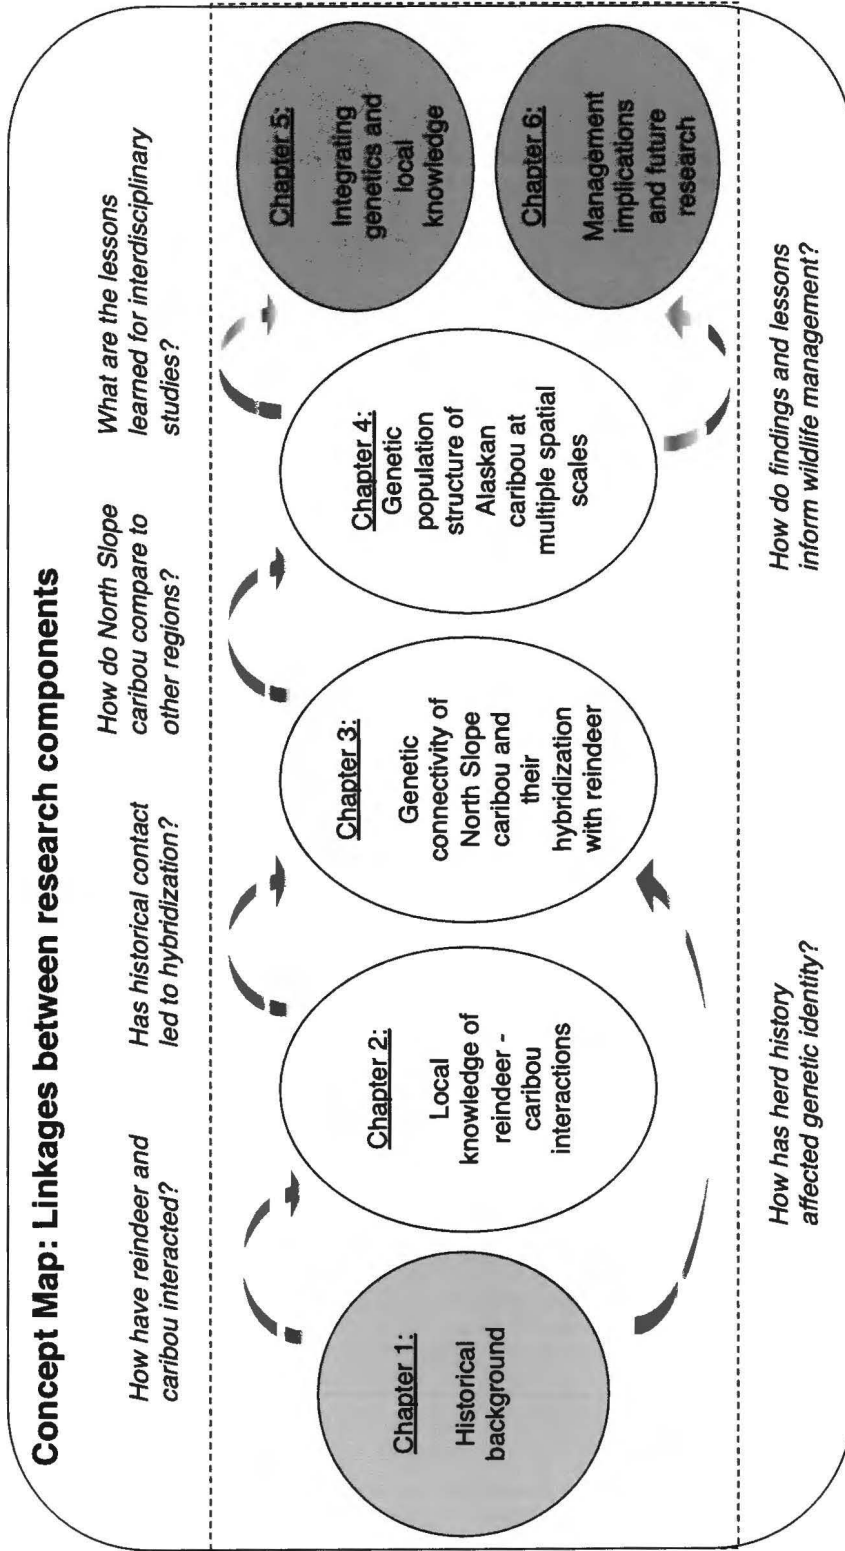 Concept Map: Linkages between research components
How have reindeer and
caribou interacted?
Has historical contact
led to hybridization?
How do North Slope
caribou compare to
other regions?
What are the lessons
learned for interdisciplinary
studies?
Chapter 1:
Historical
background
Chapter 2:
Local
knowledge of
reindeer -
caribou
interactions
Chapter 3:
Genetic
connectivity of
North Slope
caribou and
their
hybridization
with reindeer
Chapter 4:
Genetic
population
structure of
Alaskan
caribou at
multiple spatial
scales
Chapter 5:
Integrating
genetics and
local
knowledge
Chapter 6:
Management
implications
and future
research
How has herd history
affected genetic identity?
How do findings and lessons
inform wildlife management?